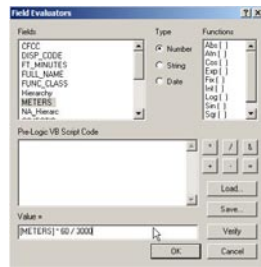 Field Evaluators
Fields
Type
Functions
CFCC
DISP_CODE
FT_MINUTES
FULL_NAME
FUNC_CLASS
Hierarchy
METERS
NA_Hierarc
Number
String
Date
Abs ( )
Atn ( )
Cos ( )
Exp ( )
Fix ( )
Int ( )
Log ( )
Sin ( )
Sqr ( )
Pre-Logic VB Script Code
* / &
+ - =
Load...
Save...
Value =
Verify
[METERS] * 60 / 3000
OK
Cancel